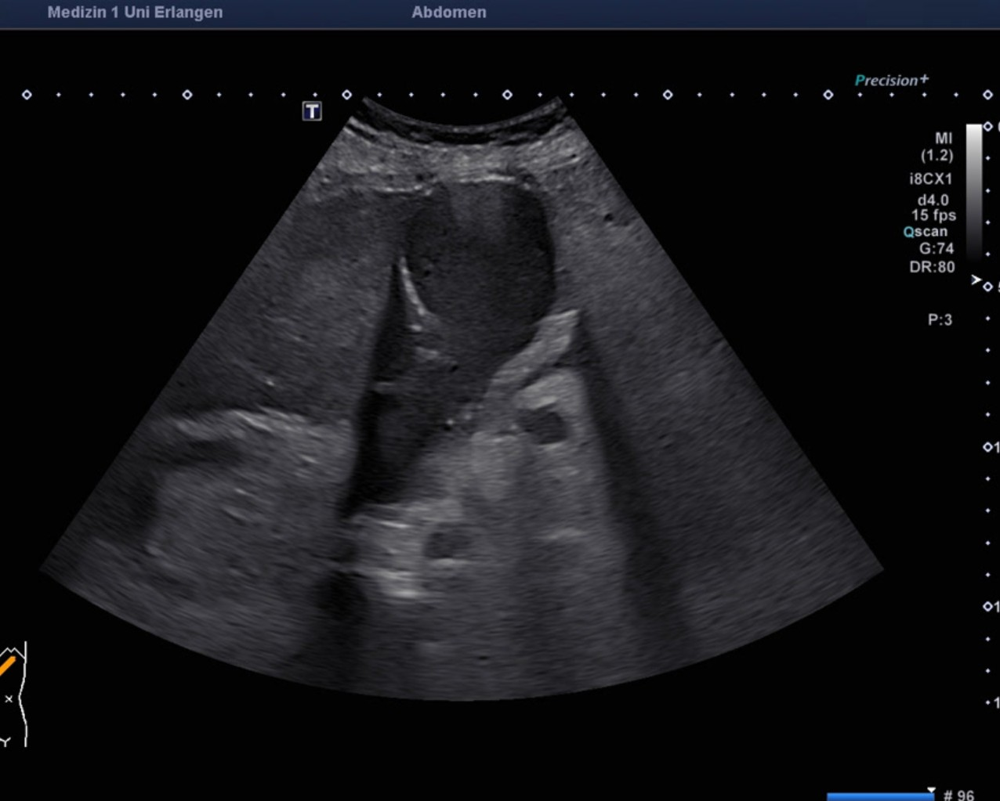 Medizin 1 Uni Erlangen
Abdomen
Precision+
T
MI
(1.2)
i8CX1
d4.0
15 fps
Qscan
G:74
DR:80
P:3
# 96